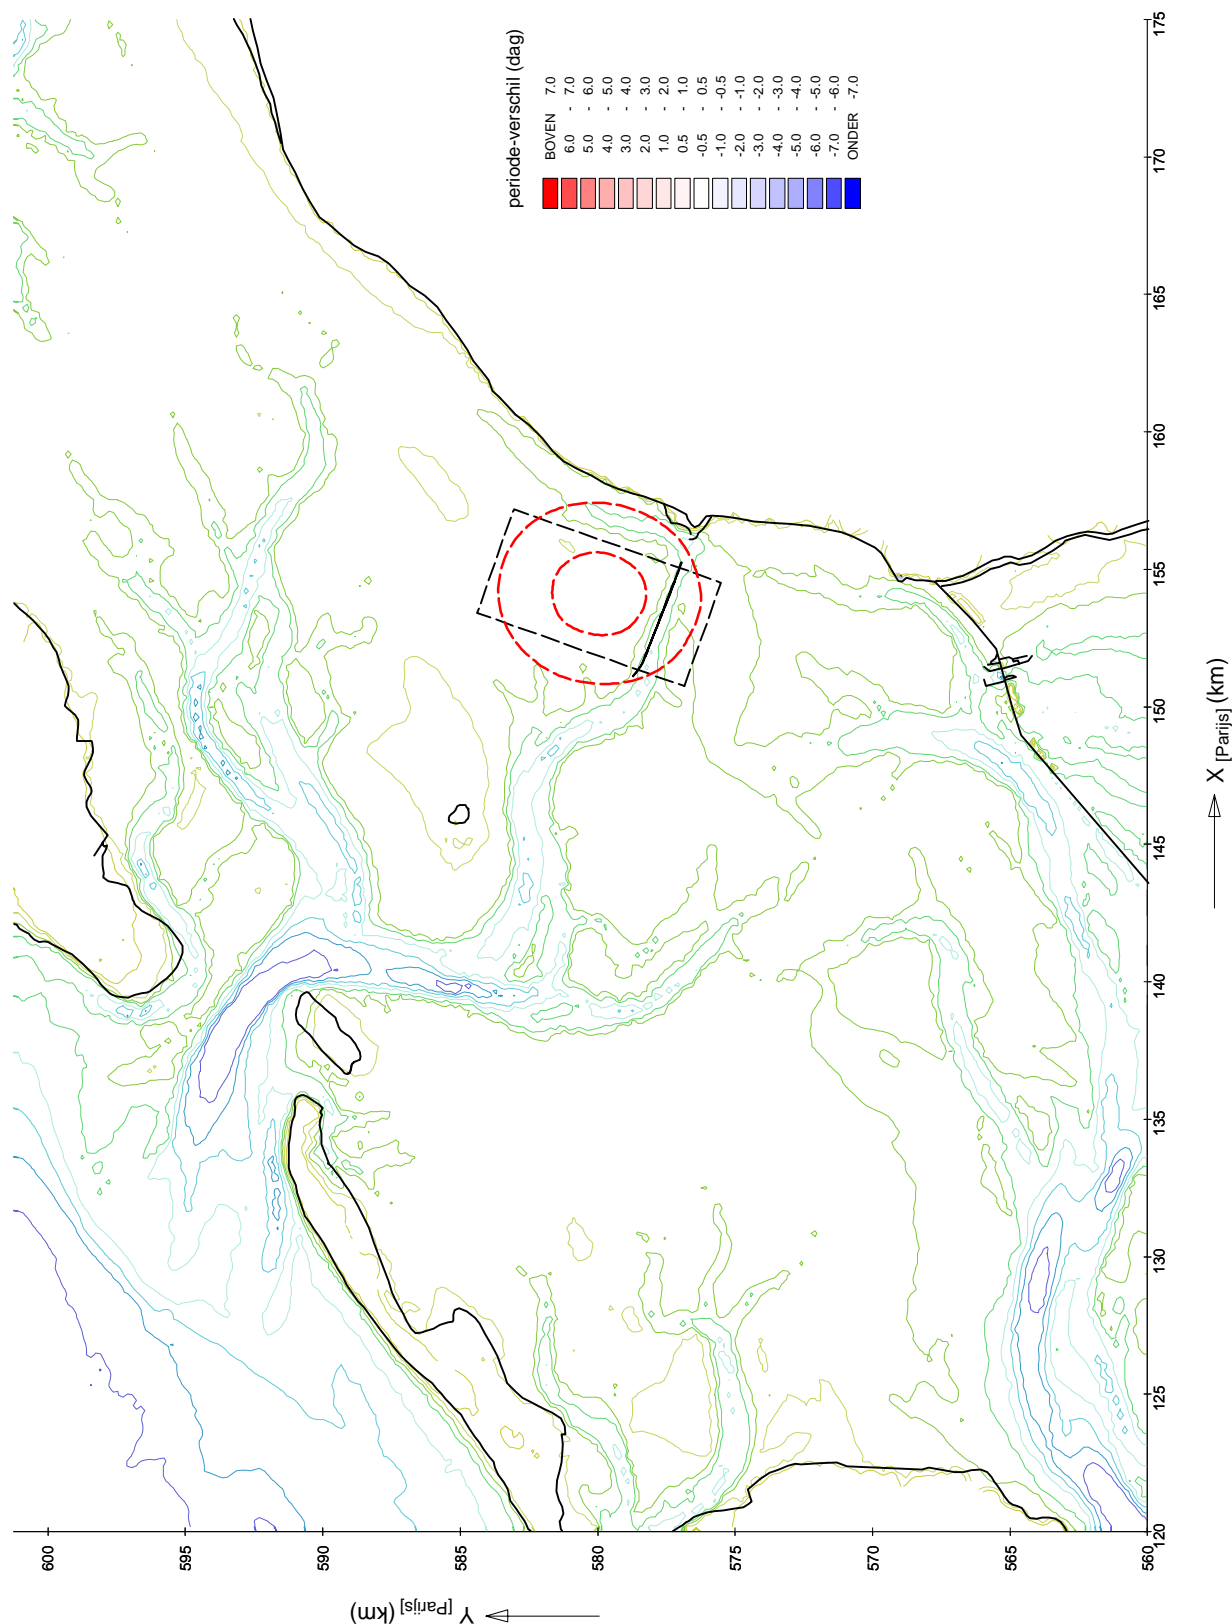 periode-verschil (dag)
BOVEN 7.0
6.0 - 7.0
5.0 - 6.0
4.0 - 5.0
3.0 - 4.0
2.0 - 3.0
1.0 - 2.0
0.5 - 1.0
-0.5 - 0.5
-1.0 - -0.5
-2.0 - -1.0
-3.0 - -2.0
-4.0 - -3.0
-5.0 - -4.0
-6.0 - -5.0
-7.0 - -6.0
ONDER -7.0
Y [Parijs] (km)
600
595
590
585
580
575
570
565
560
120
125
130
135
140
145
150
155
160
165
170
175
X [Parijs] (km)